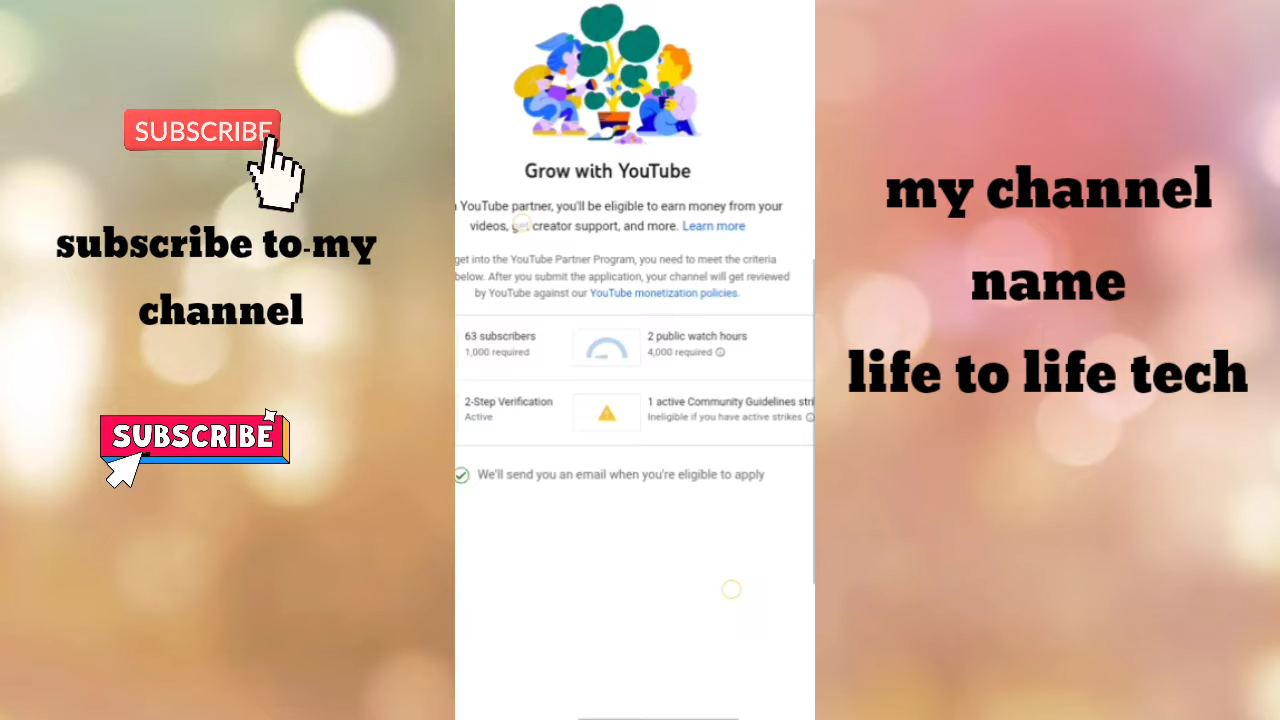 SUBSCRIBE
subscribe to-my
channel
SUBSCRIBE
Grow with YouTube
YouTube partner, you'll be eligible to earn money from your
videos, get creator support, and more. Learn more
get into the YouTube Partner Program, you need to meet the criteria
below. After you submit the application, your channel will get reviewed
by YouTube against our YouTube monetization policies.
63 subscribers
1,000 required
2 public watch hours
4,000 required
2-Step Verification
Active
1 active Community Guidelines stri
Ineligible if you have active strikes
We'll send you an email when you're eligible to apply
my channel
name
life to life tech